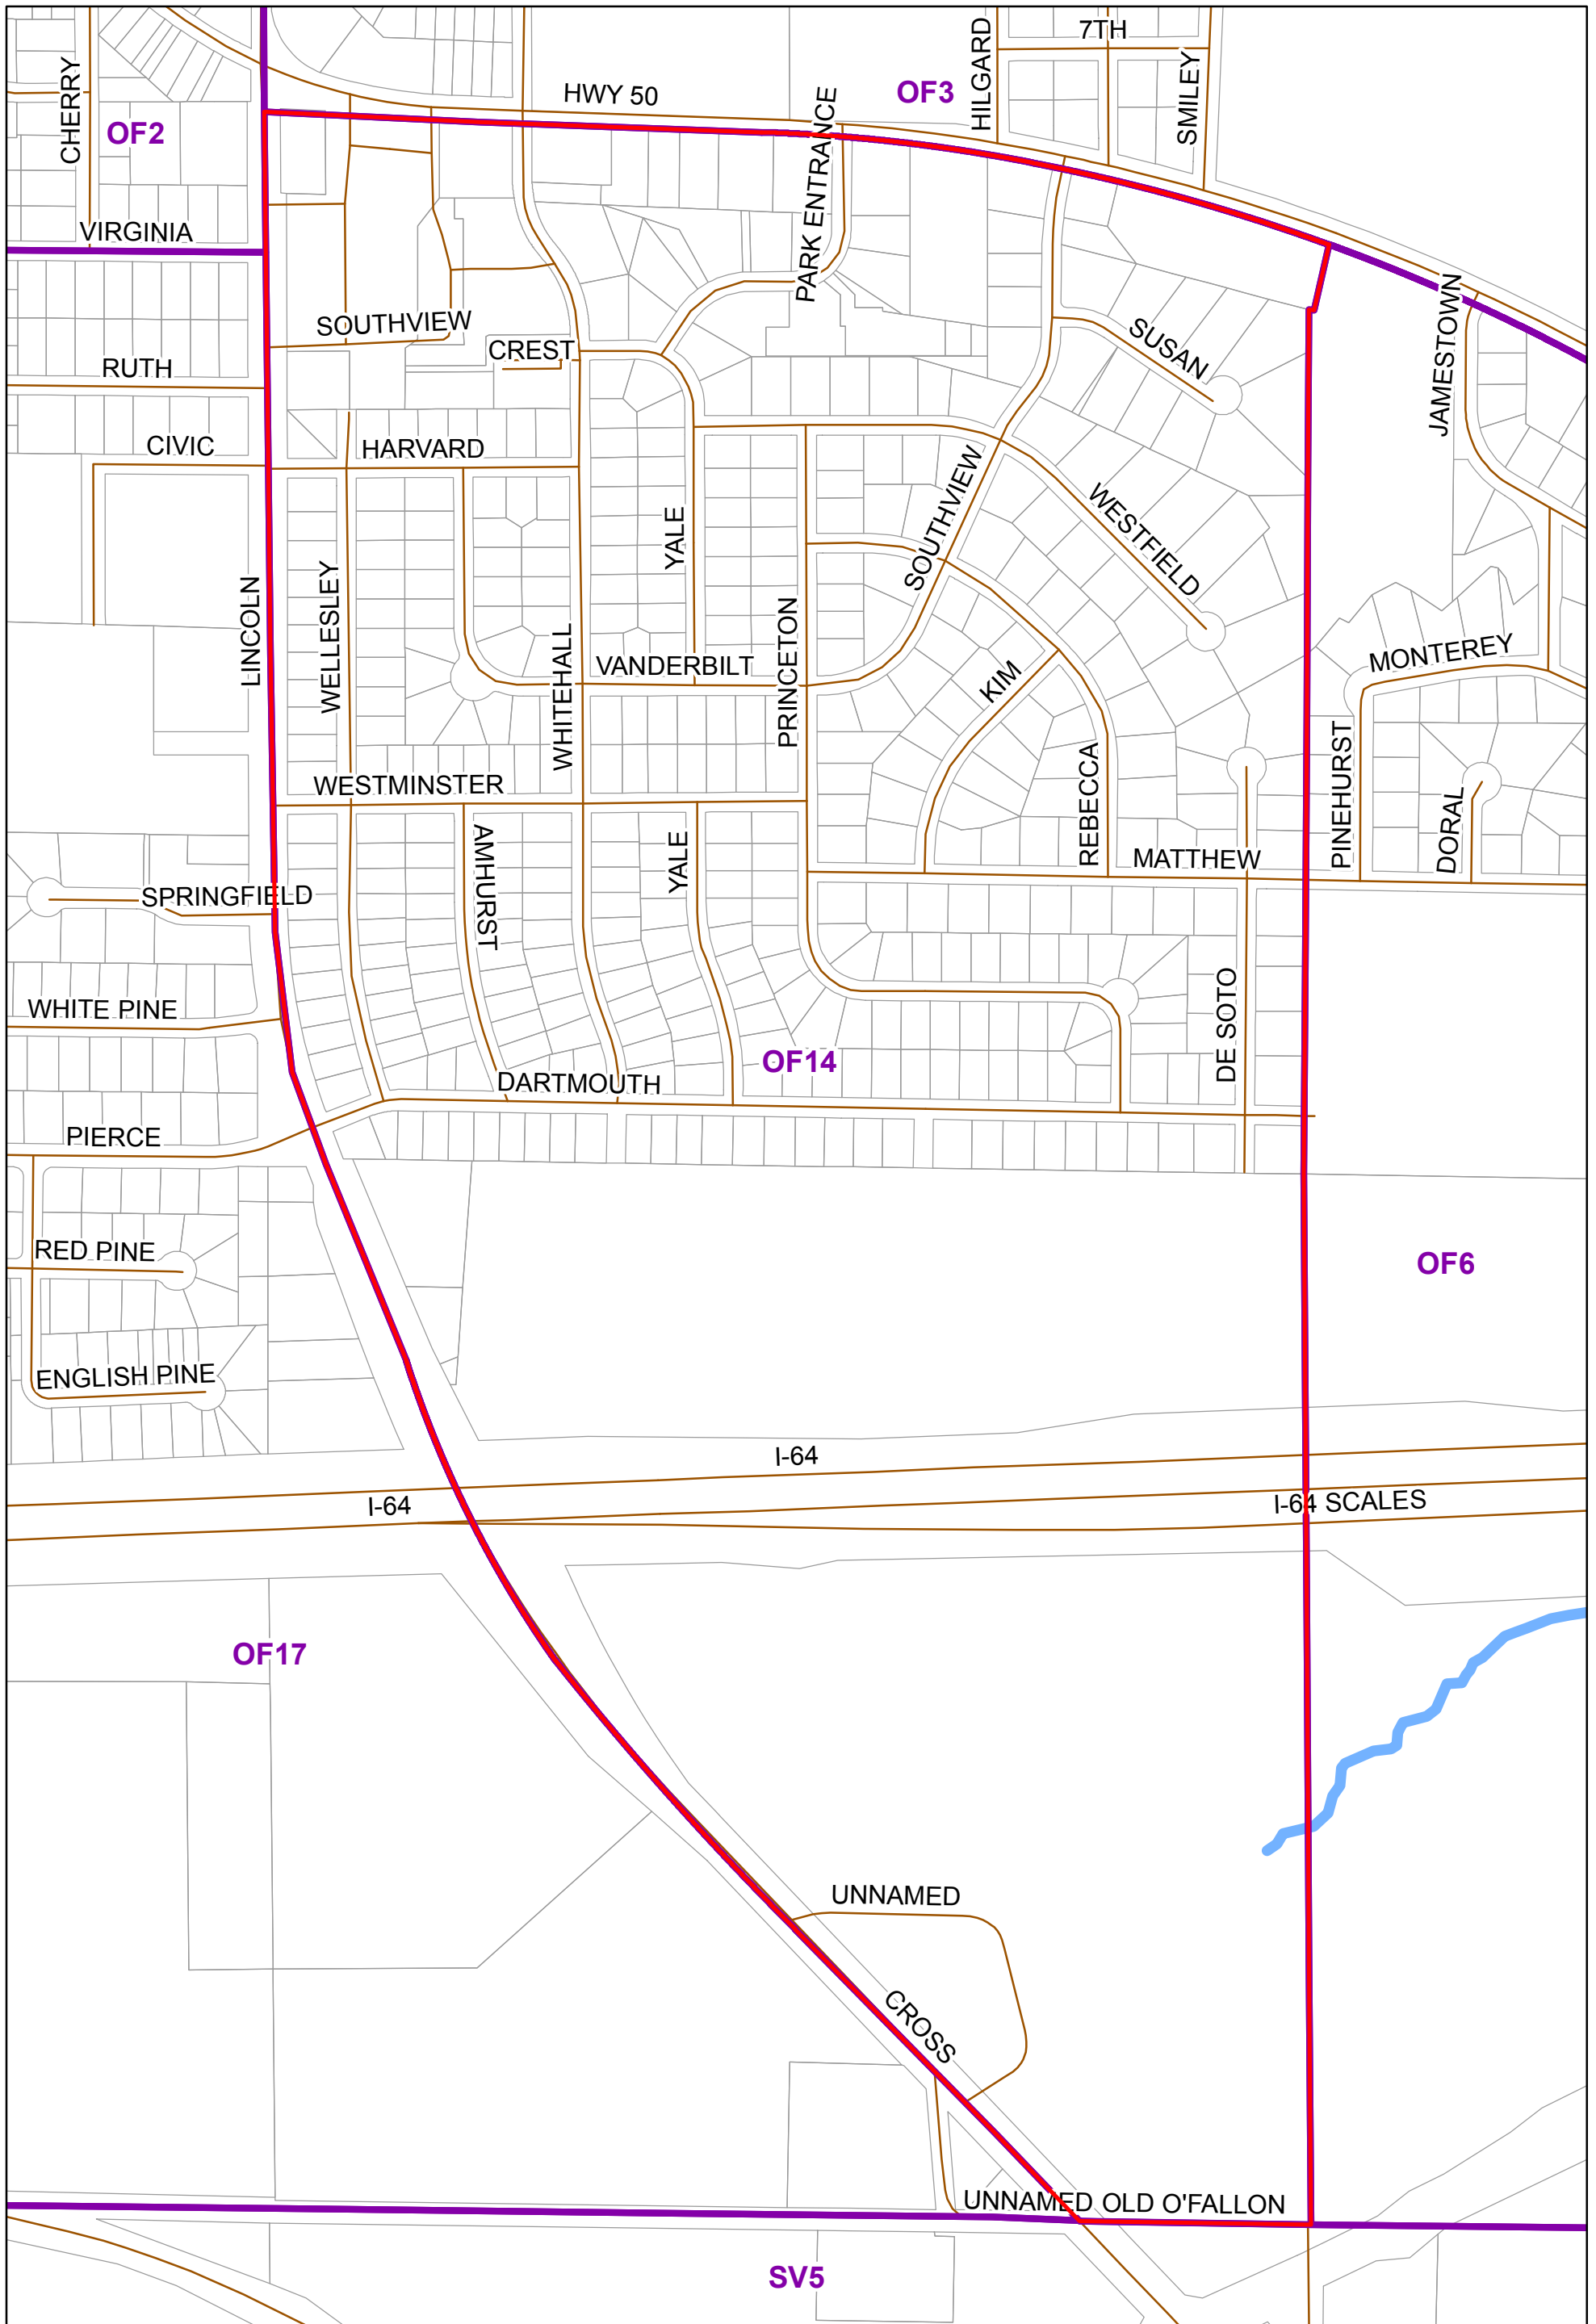 7TH
HILGARD
SMILEY
CHERRY
HWY 50
OF3
OF2
PARK ENTRANCE
VIRGINIA
JAMESTOWN
SOUTHVIEW
SUSAN
CREST
RUTH
CIVIC
HARVARD
SOUTHVIEW
WESTFIELD
YALE
LINCOLN
WELLESLEY
WHITEHALL
PRINCETON
VANDERBILT
KIM
MONTEREY
WESTMINSTER
REBECCA
PINEHURST
DORAL
AMHURST
YALE
MATTHEW
SPRINGFIELD
WHITE PINE
DE SOTO
OF14
DARTMOUTH
PIERCE
RED PINE
OF6
ENGLISH PINE
I-64
I-64
I-64 SCALES
OF17
UNNAMED
CROSS
UNNAMED OLD O'FALLON
SV5